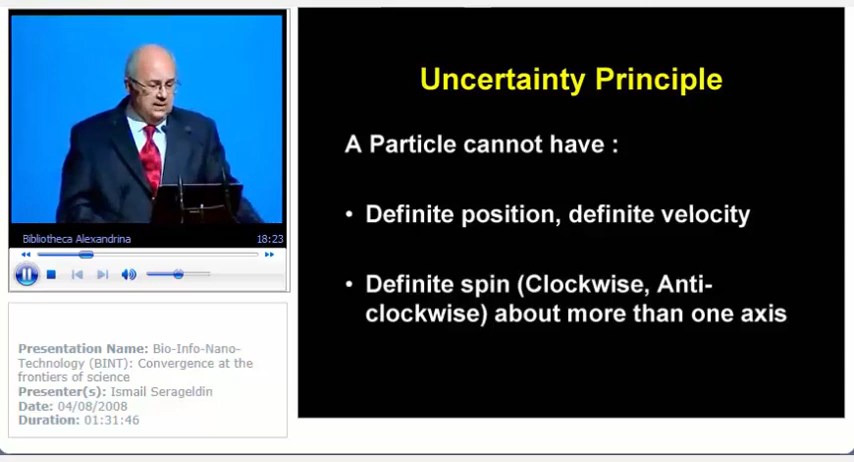 Bibliotheca Alexandrina 18:23
Presentation Name: Bio-Info-Nano-
Technology (BINT): Convergence at the
frontiers of science
Presenter(s): Ismail Serageldin
Date: 04/08/2008
Duration: 01:31:46
Uncertainty Principle
A Particle cannot have :
• Definite position, definite velocity
• Definite spin (Clockwise, Anti-
clockwise) about more than one axis